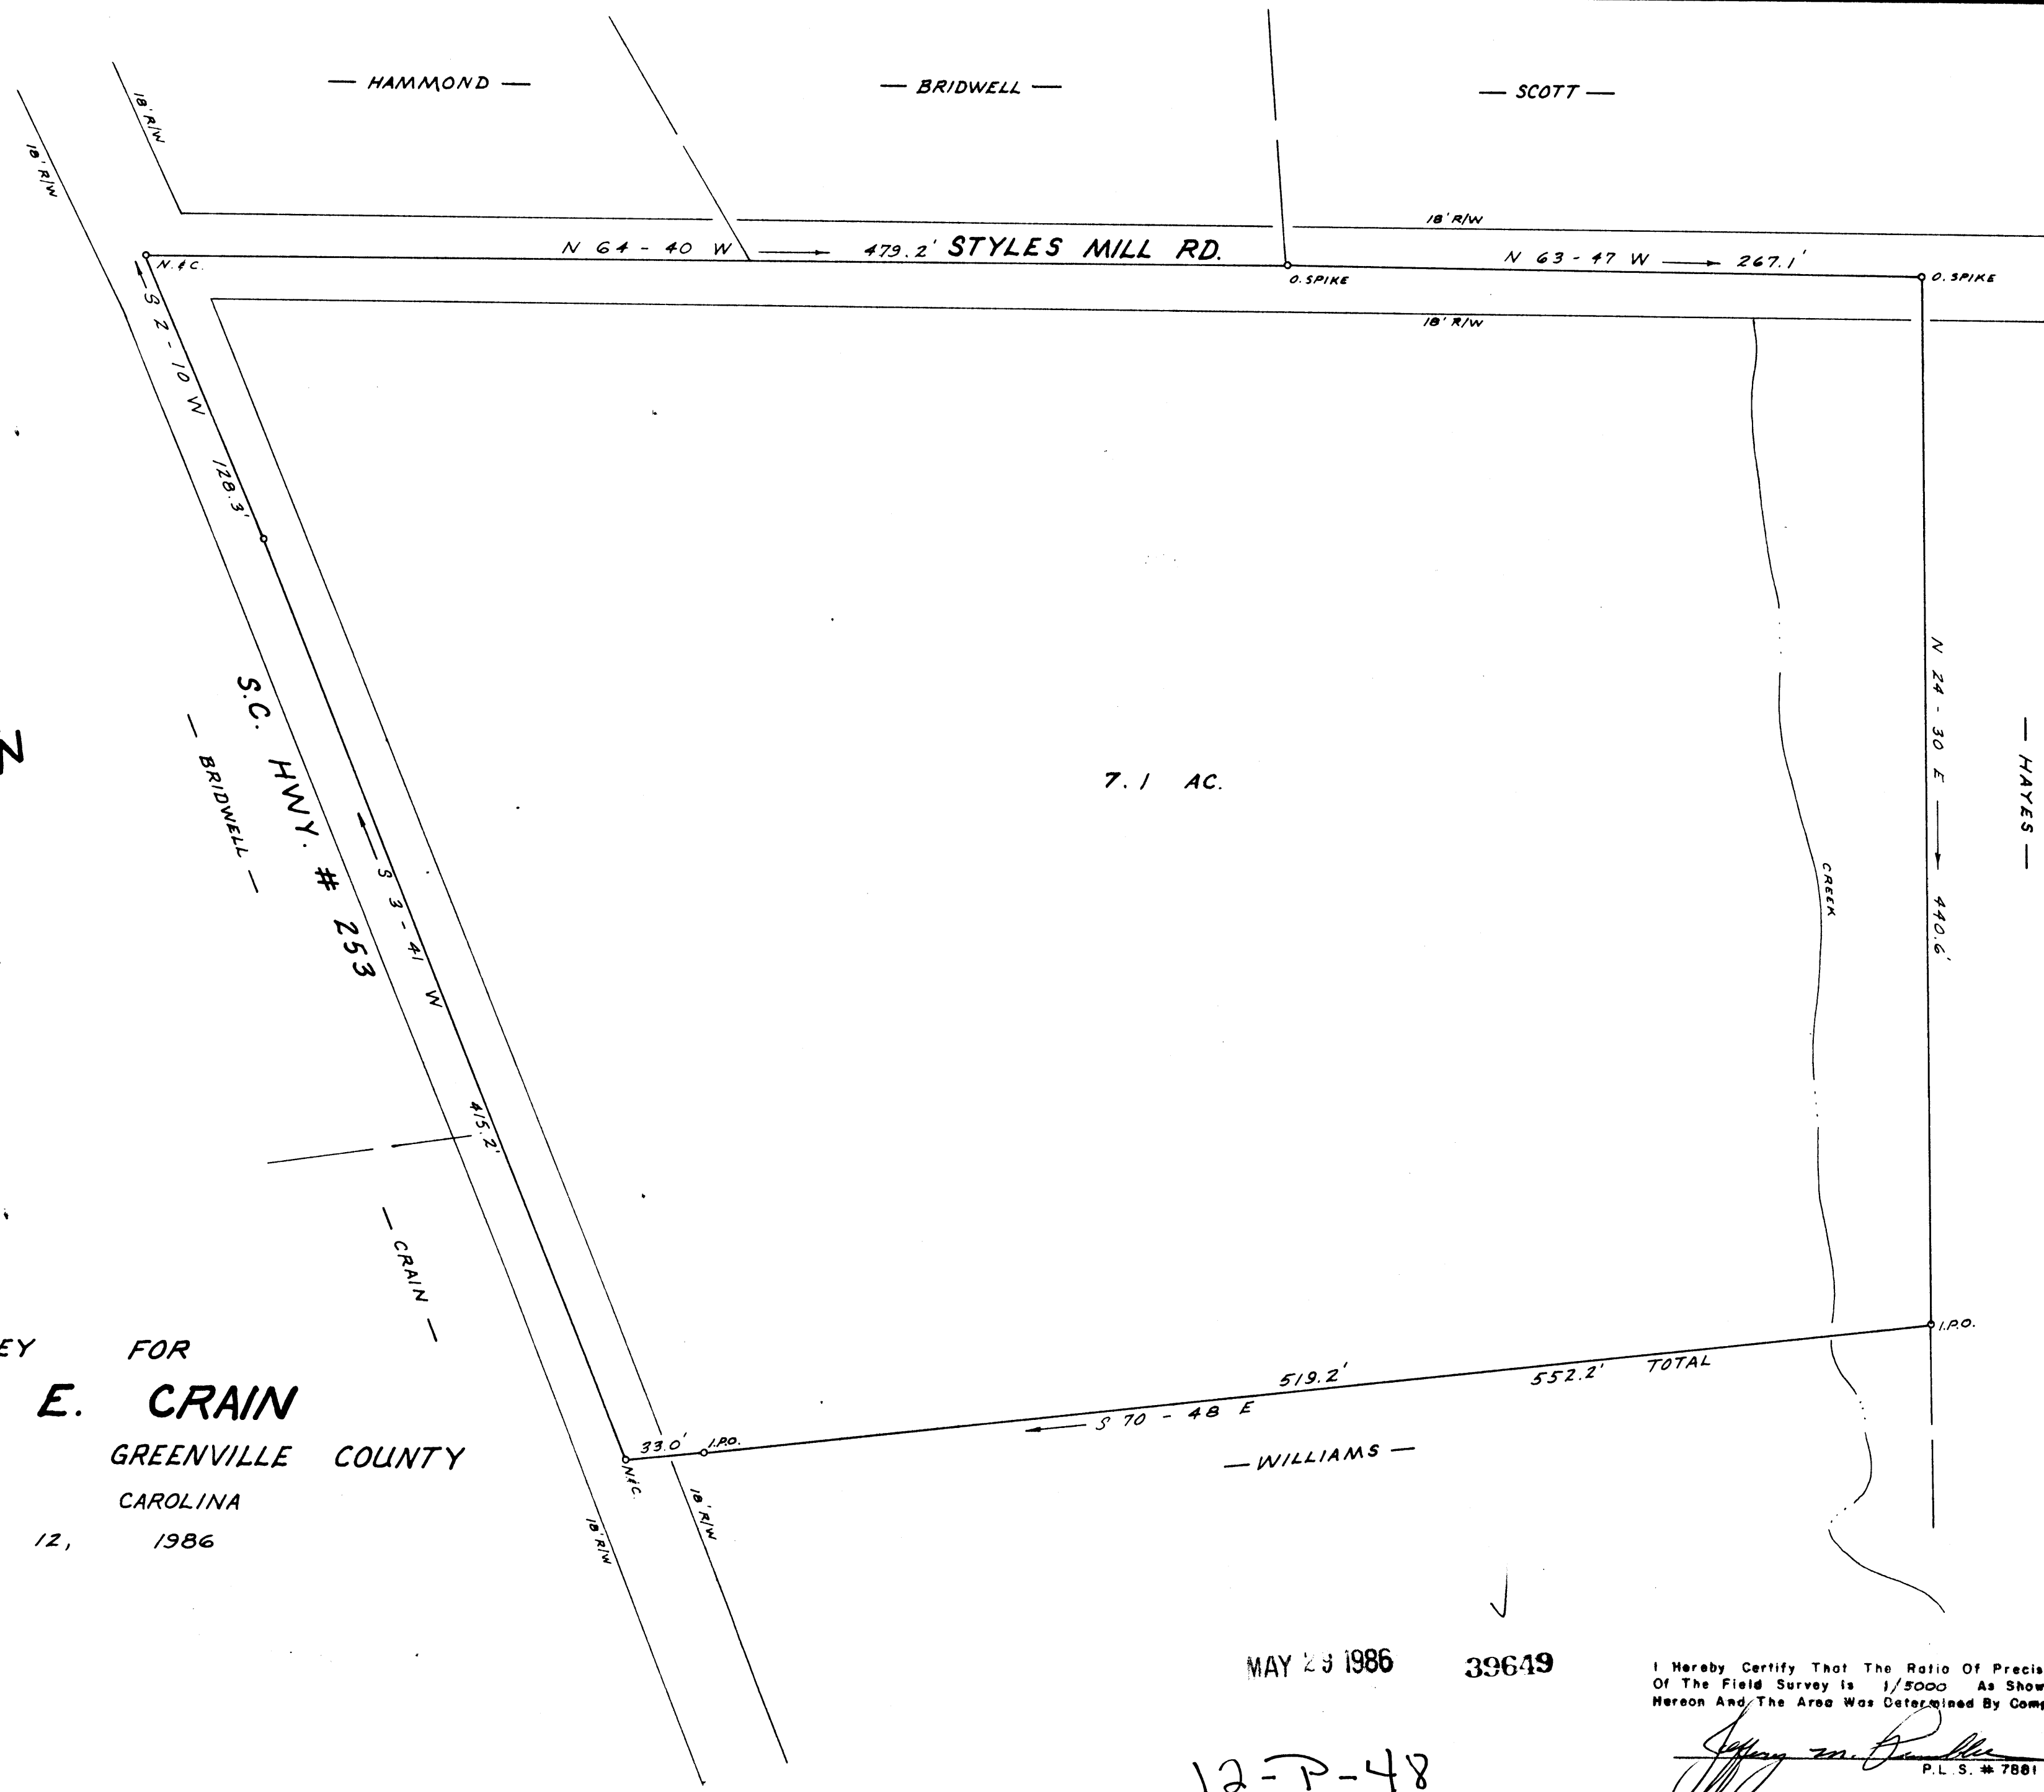 — HAMMOND —
— BRIDWELL —
— SCOTT —
18' R/W
18' R/W
18' R/W
N 64 - 40 W 479.2' STYLES MILL RD.
N 63 - 47 W 267.1'
N.&C.
O. SPIKE
O. SPIKE
18' R/W
S 2 - 10 W 128.3'
S.C. HWY. # 253
— BRIDWELL —
S 3 - 41 W 415.2'
7.1 AC.
CREEK
N 24 - 30 E 440.6'
— HAYES —
N
— CRAIN —
I.P.O.
519.2'
552.2' TOTAL
S 70 - 48 E
33.0' I.P.O.
N.&C.
— WILLIAMS —
18' R/W
18' R/W
EY FOR
E. CRAIN
GREENVILLE COUNTY
CAROLINA
12, 1986
MAY 29 1986 39649
I Hereby Certify That The Ratio Of Precis
Of The Field Survey Is 1/5000 As Show
Hereon And The Area Was Determined By Comp
Jeffery M.
P.L.S. # 7881
12-P-48